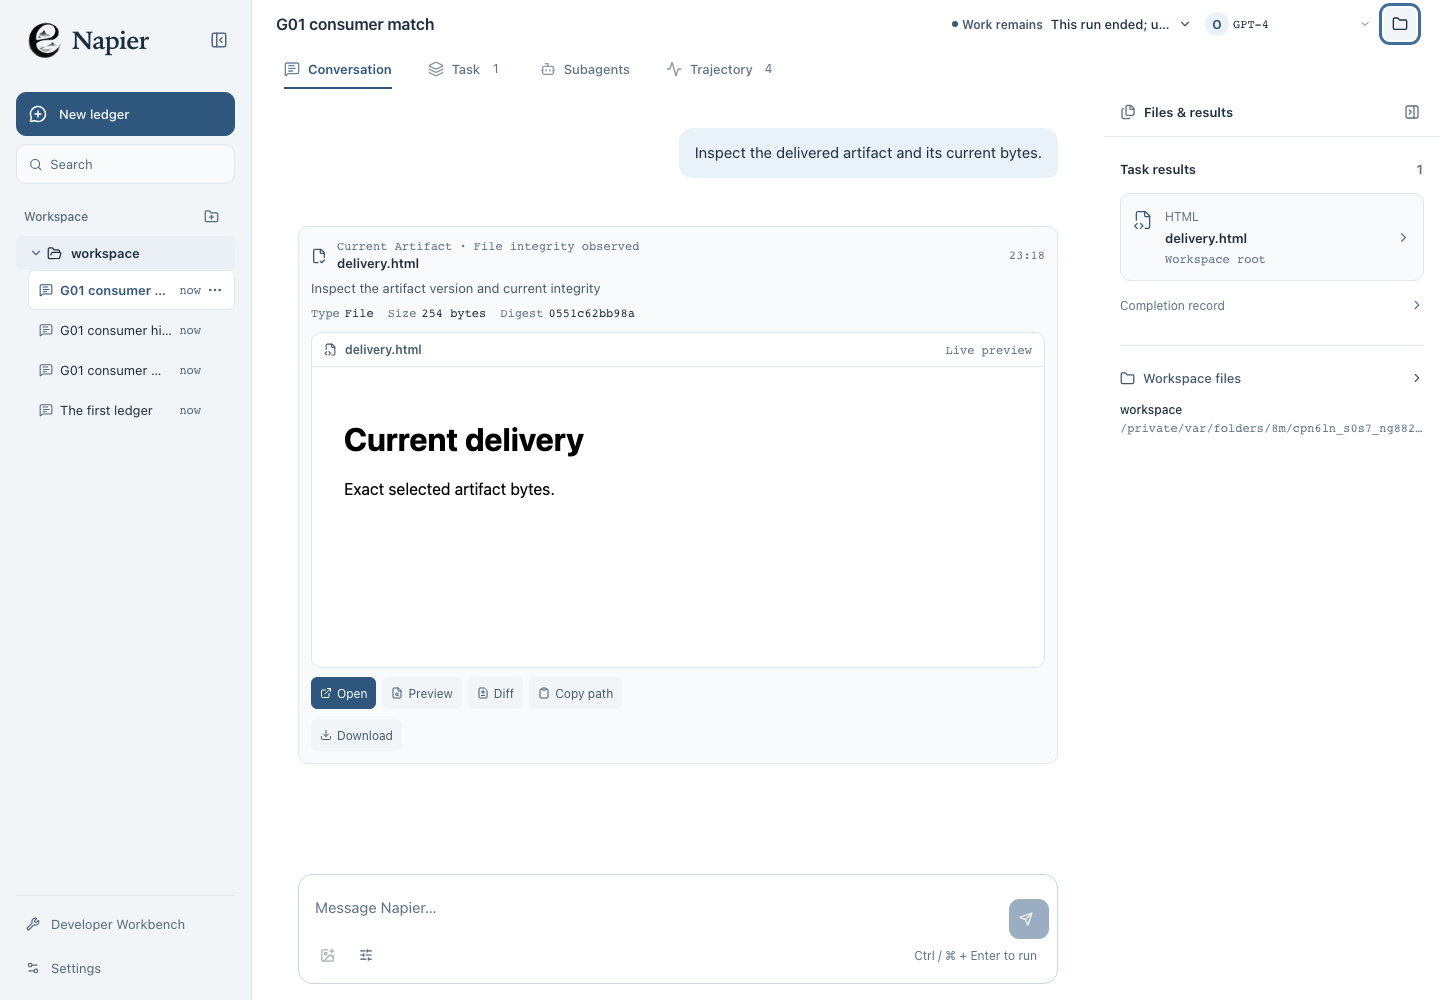 Napier
New ledger
Search
Workspace
workspace
G01 consumer ... now
G01 consumer hi... now
G01 consumer ... now
The first ledger now
Developer Workbench
Settings
G01 consumer match
Work remains This run ended; u...
O GPT-4
Conversation
Task 1
Subagents
Trajectory 4
Inspect the delivered artifact and its current bytes.
Current Artifact · File integrity observed
delivery.html
23:18
Inspect the artifact version and current integrity
Type File Size 254 bytes Digest 0551c62bb98a
delivery.html
Live preview
Current delivery
Exact selected artifact bytes.
Open
Preview
Diff
Copy path
Download
Message Napier...
Ctrl / ⌘ + Enter to run
Files & results
Task results 1
HTML
delivery.html
Workspace root
Completion record
Workspace files
workspace
/private/var/folders/8m/cpn6ln_s0s7_ng882...